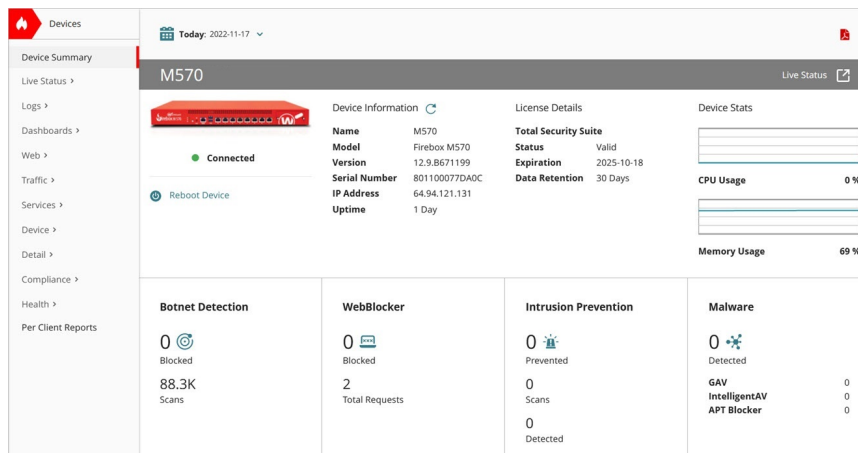 Devices
Today: 2022-11-17
Device Summary
Live Status
Logs
Dashboards
Web
Traffic
Services
Device
Detail
Compliance
Health
Per Client Reports
M570
Live Status
Connected
Reboot Device
Device Information
Name M570
Model Firebox M570
Version 12.9.B671199
Serial Number 801100077DA0C
IP Address 64.94.121.131
Uptime 1 Day
License Details
Total Security Suite
Status Valid
Expiration 2025-10-18
Data Retention 30 Days
Device Stats
CPU Usage 0 %
Memory Usage 69 %
Botnet Detection
0
Blocked
88.3K
Scans
WebBlocker
0
Blocked
2
Total Requests
Intrusion Prevention
0
Prevented
0
Scans
0
Detected
Malware
0
Detected
GAV 0
IntelligentAV 0
APT Blocker 0